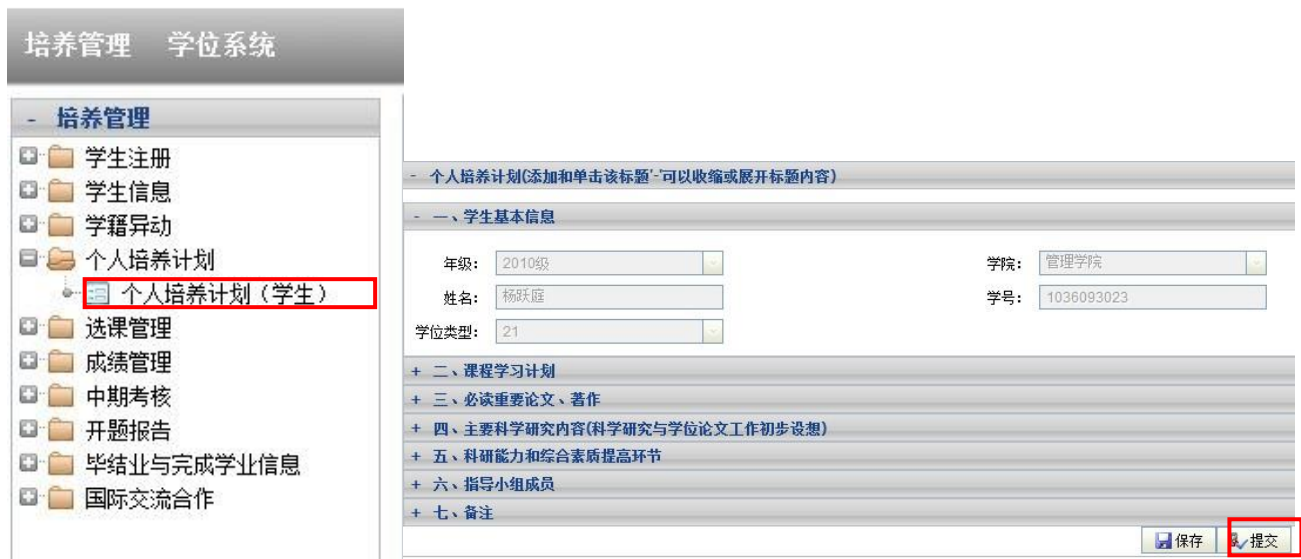 培养管理 学位系统
- 培养管理
学生注册
学生信息
学籍异动
个人培养计划
个人培养计划（学生）
选课管理
成绩管理
中期考核
开题报告
毕结业与完成学业信息
国际交流合作
- 个人培养计划(添加和单击该标题'-'可以收缩或展开标题内容)
- 一、学生基本信息
年级： 2010级 学院： 管理学院
姓名： 杨跃庭 学号： 1036093023
学位类型： 21
+ 二、课程学习计划
+ 三、必读重要论文、著作
+ 四、主要科学研究内容(科学研究与学位论文工作初步设想)
+ 五、科研能力和综合素质提高环节
+ 六、指导小组成员
+ 七、备注
保存 提交